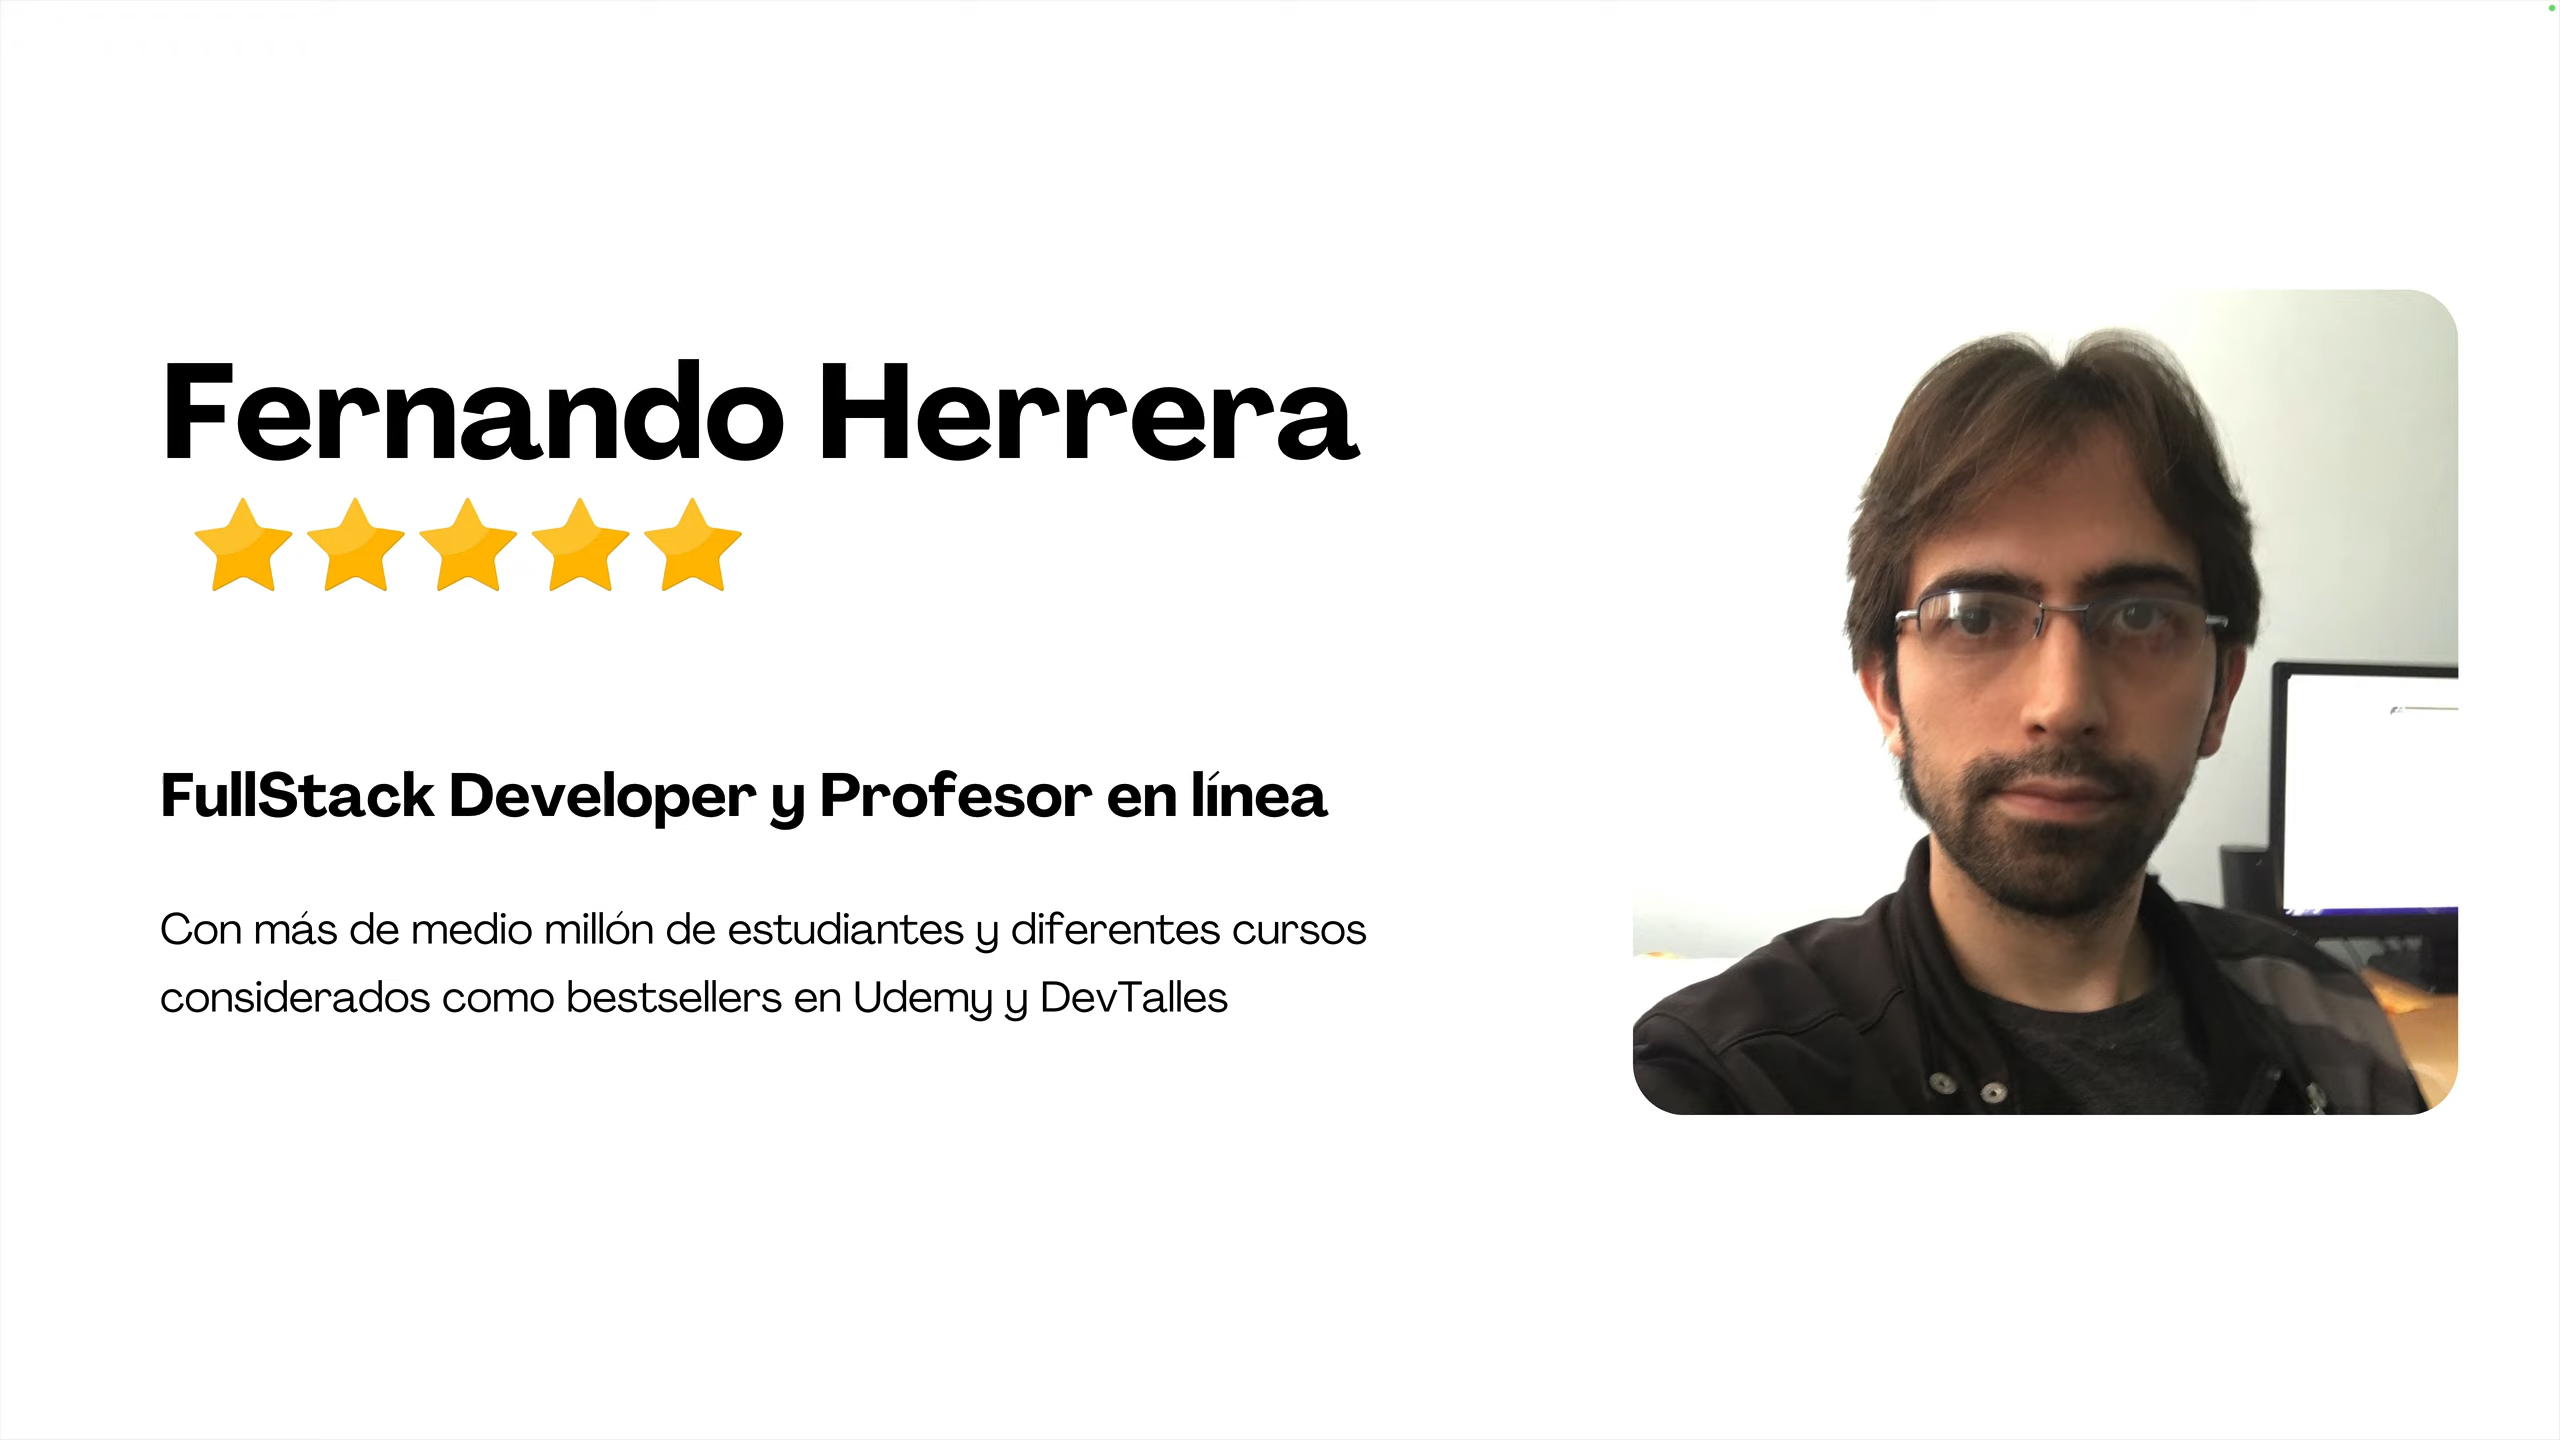 Fernando Herrera
FullStack Developer y Profesor en línea
Con más de medio millón de estudiantes y diferentes cursos
considerados como bestsellers en Udemy y DevTalles